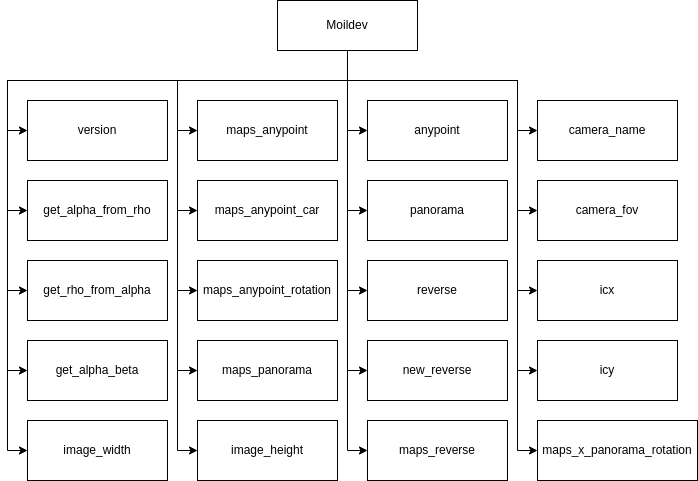 Moildev
version
maps_anypoint
anypoint
camera_name
get_alpha_from_rho
maps_anypoint_car
panorama
camera_fov
get_rho_from_alpha
maps_anypoint_rotation
reverse
icx
get_alpha_beta
maps_panorama
new_reverse
icy
image_width
image_height
maps_reverse
maps_x_panorama_rotation